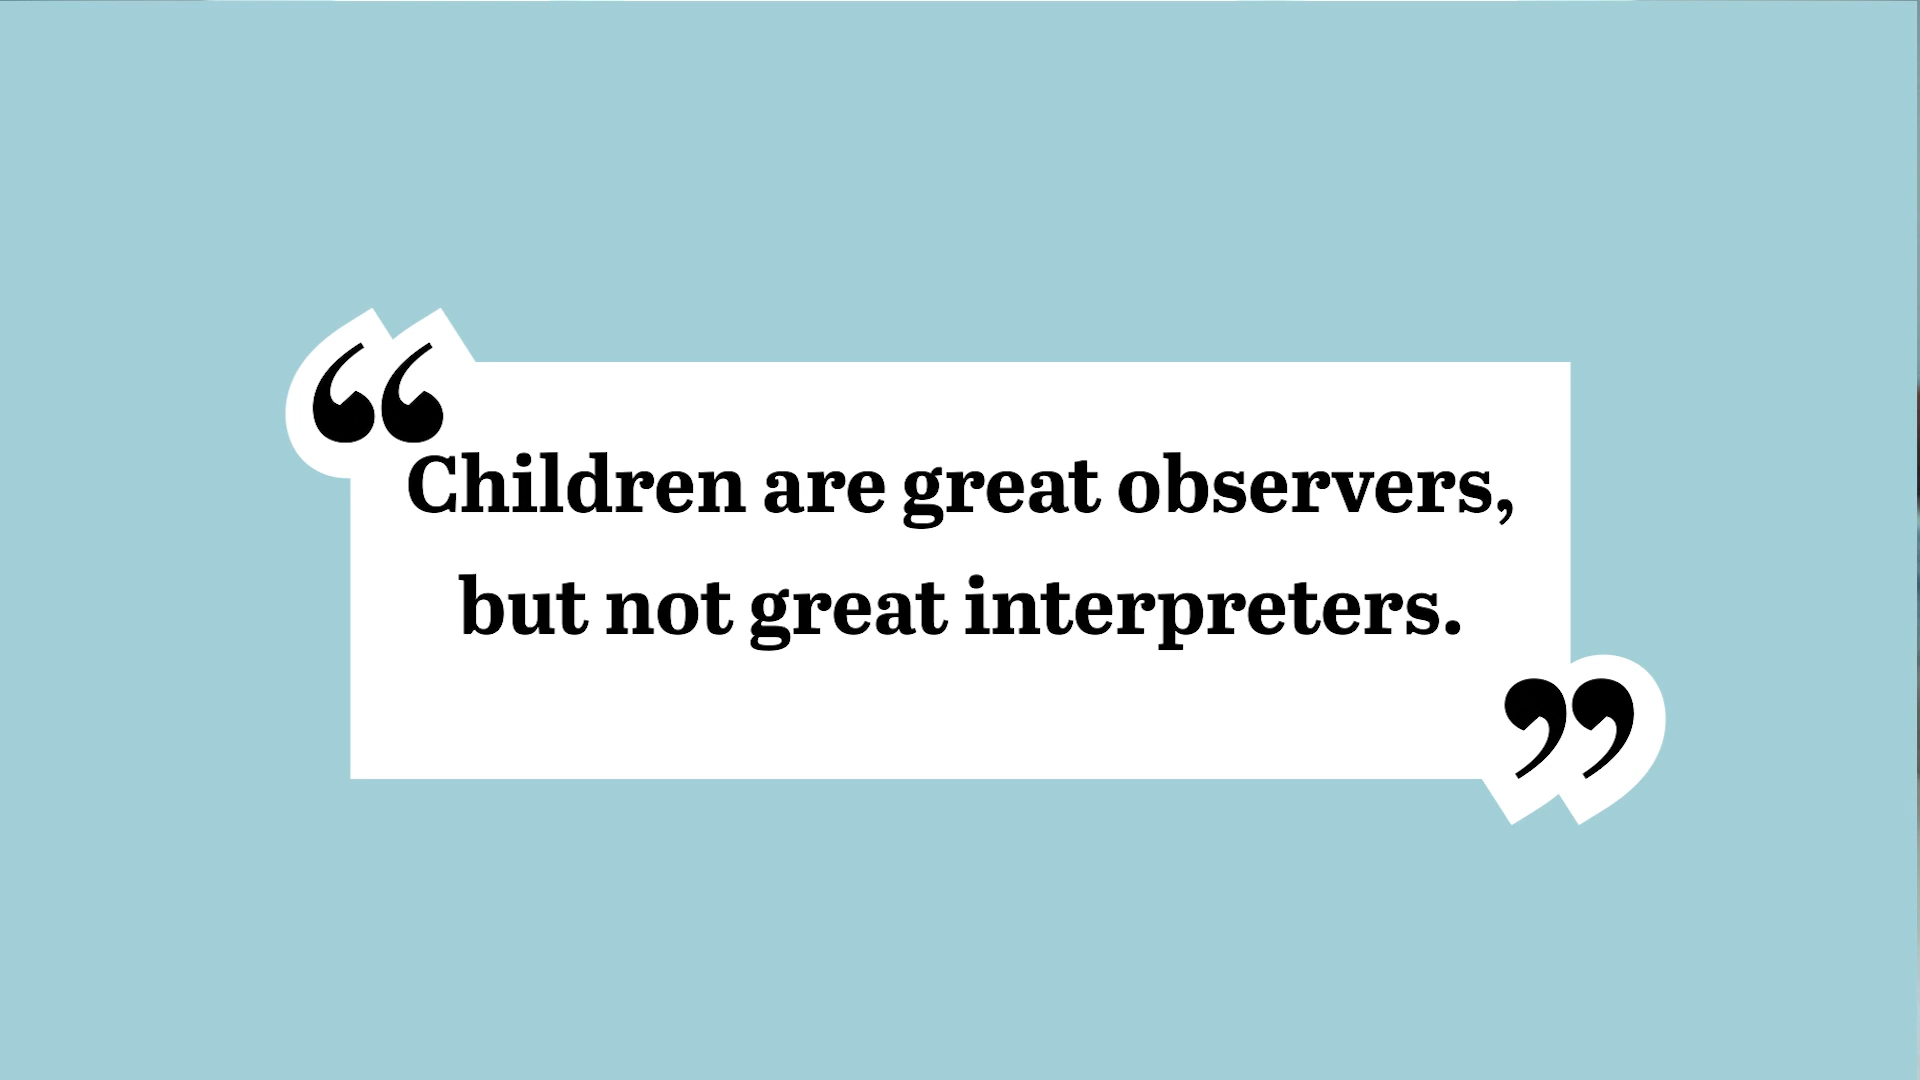 “Children are great observers,
but not great interpreters.”